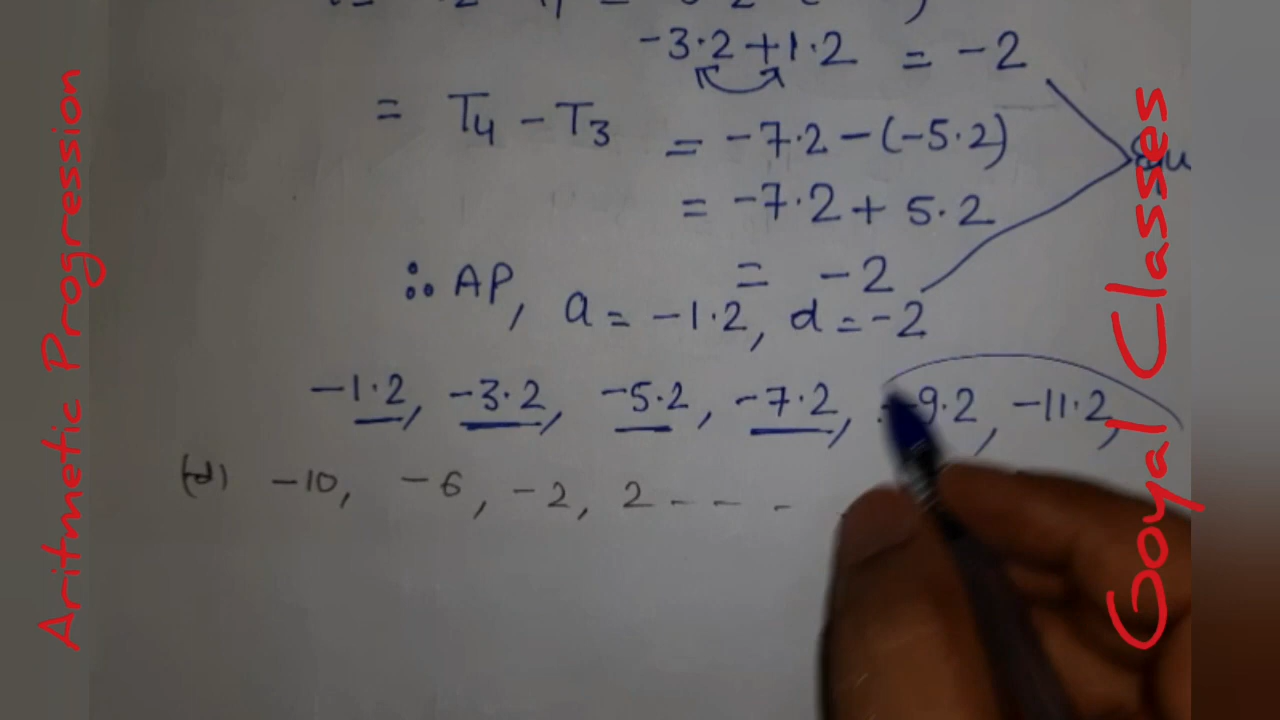 -3.2 + 1.2 = -2
= T4 - T3 = -7.2 - (-5.2)
= -7.2 + 5.2
= -2
∴ AP, a = -1.2, d = -2
-1.2, -3.2, -5.2, -7.2, -9.2, -11.2,
(d) -10, -6, -2, 2 - - -
Aritmetic Progression
Goyal Classes